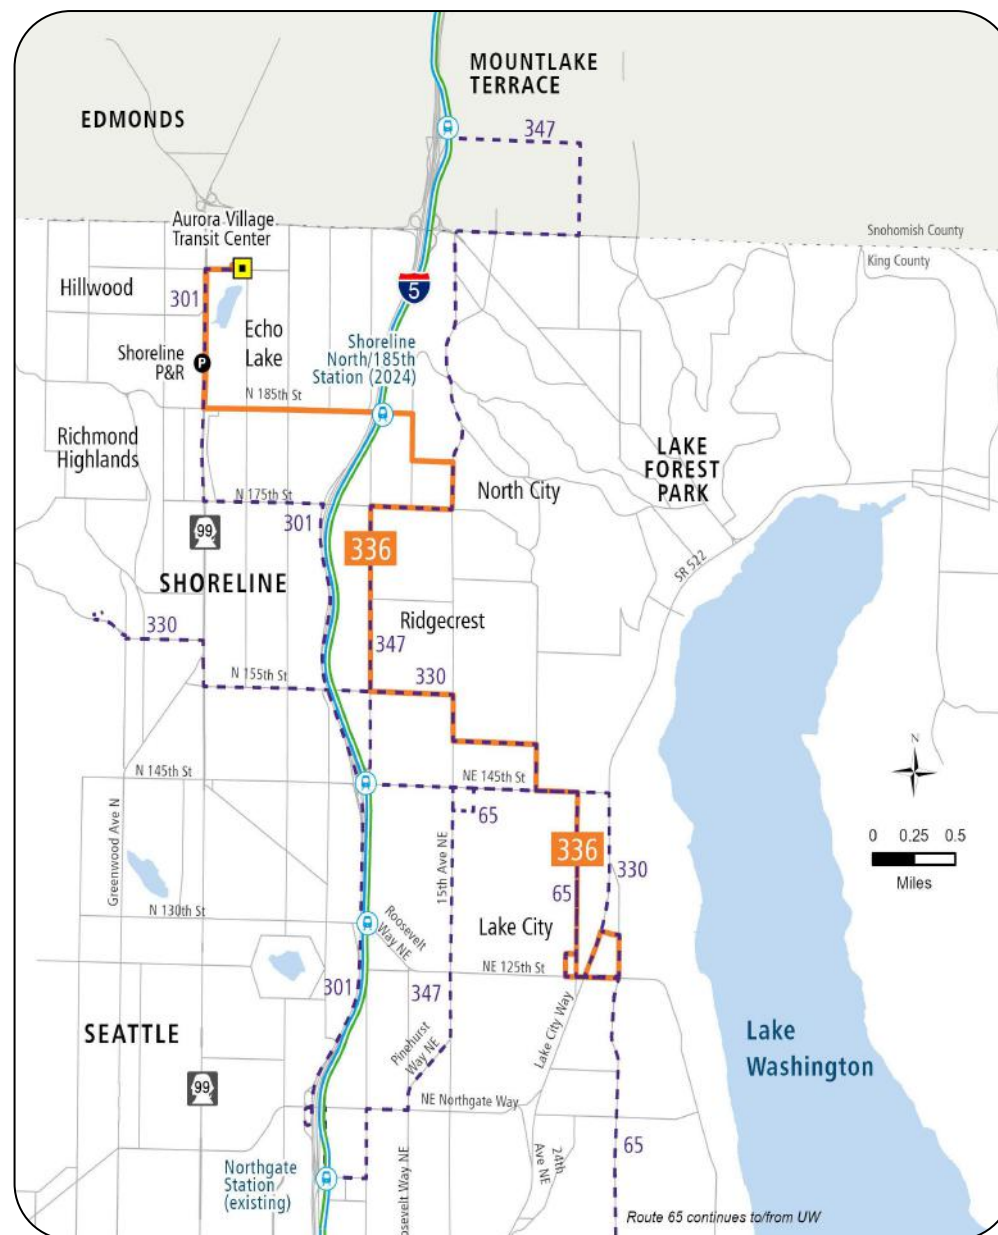 MOUNTLAKE
TERRACE
EDMONDS
347
Aurora Village
Transit Center
Snohomish County
King County
Hillwood
301
5
Echo
Lake
Shoreline
P&R
P
Shoreline
North/185th
Station (2024)
N 185th St
Richmond
Highlands
LAKE
FOREST
PARK
North City
N 175th St
301
99
336
SR 522
SHORELINE
Ridgecrest
330
347
330
N 155th St
N
N 145th St
NE 145th St
65
Greenwood Ave N
15th Ave NE
336
330
0 0.25 0.5
Miles
65
N 130th St
Roosevelt
Way NE
Lake City
NE 125th St
301
347
Lake City Way
SEATTLE
Pinehurst
Way NE
Lake
Washington
99
NE Northgate Way
65
24th
Ave NE
Northgate
Station
(existing)
osevelt Way NE
Route 65 continues to/from UW